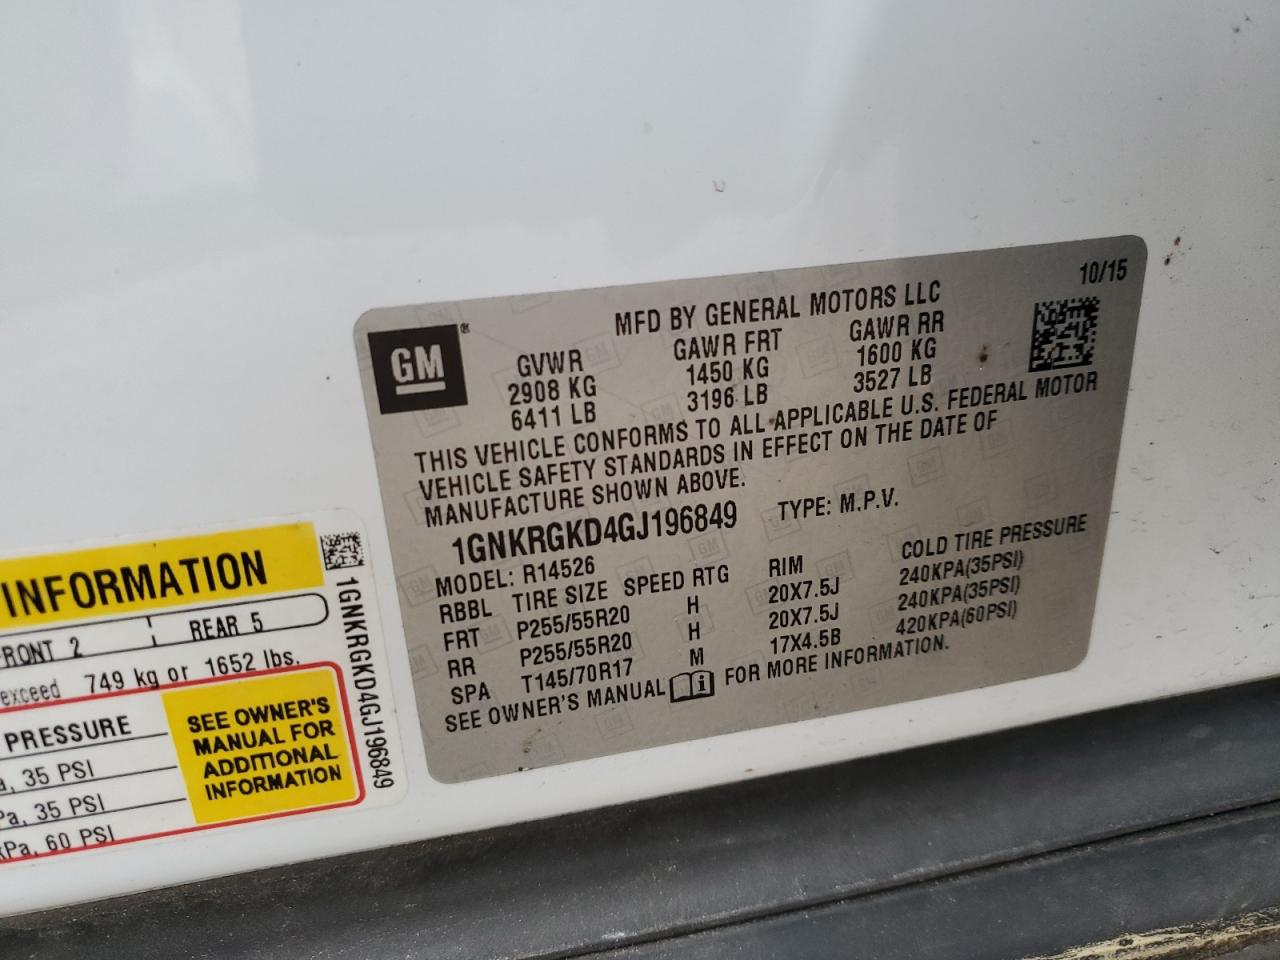 GM
®
MFD BY GENERAL MOTORS LLC
10/15
GVWR GAWR FRT GAWR RR
2908 KG 1450 KG 1600 KG
6411 LB 3196 LB 3527 LB
THIS VEHICLE CONFORMS TO ALL APPLICABLE U.S. FEDERAL MOTOR
VEHICLE SAFETY STANDARDS IN EFFECT ON THE DATE OF
MANUFACTURE SHOWN ABOVE.
1GNKRGKD4GJ196849 TYPE: M.P.V.
MODEL: R14526
RBBL TIRE SIZE SPEED RTG RIM COLD TIRE PRESSURE
FRT P255/55R20 H 20X7.5J 240KPA(35PSI)
RR P255/55R20 H 20X7.5J 240KPA(35PSI)
SPA T145/70R17 M 17X4.5B 420KPA(60PSI)
SEE OWNER'S MANUAL i FOR MORE INFORMATION.
INFORMATION
FRONT 2 REAR 5
exceed 749 kg or 1652 lbs.
PRESSURE
a, 35 PSI
Pa, 35 PSI
kPa, 60 PSI
SEE OWNER'S
MANUAL FOR
ADDITIONAL
INFORMATION
1GNKRGKD4GJ196849